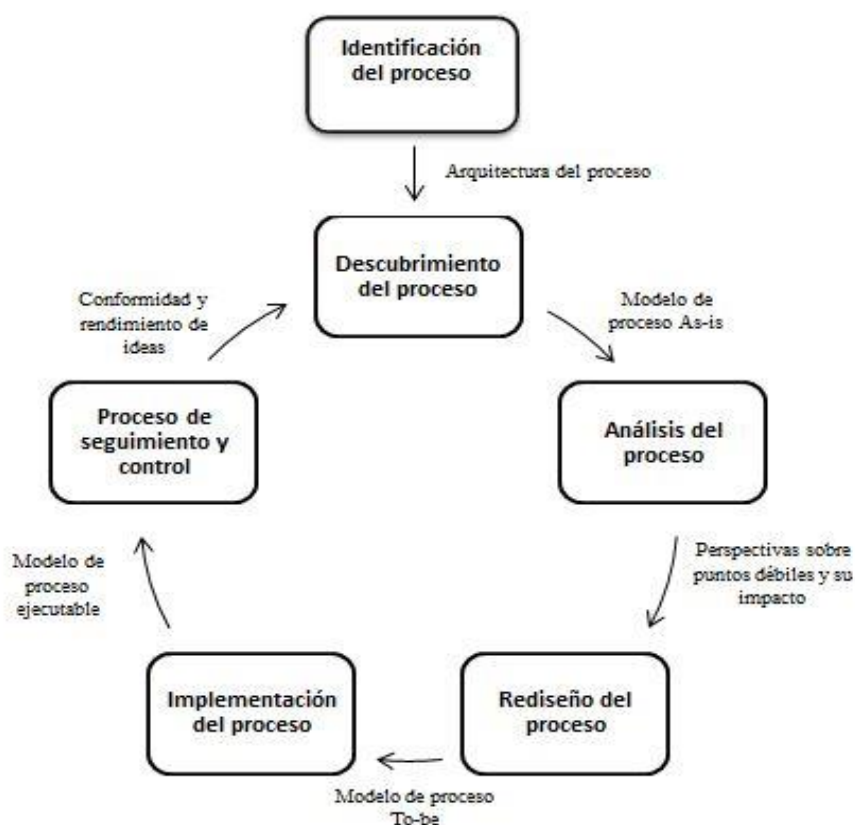 Identificación
del proceso
Arquitectura del proceso
Descubrimiento
del proceso
Conformidad y
rendimiento de
ideas
Modelo de
proceso As-is
Proceso de
seguimiento y
control
Análisis del
proceso
Modelo de
proceso
ejecutable
Perspectivas sobre
puntos débiles y su
impacto
Implementación
del proceso
Rediseño del
proceso
Modelo de proceso
To-be